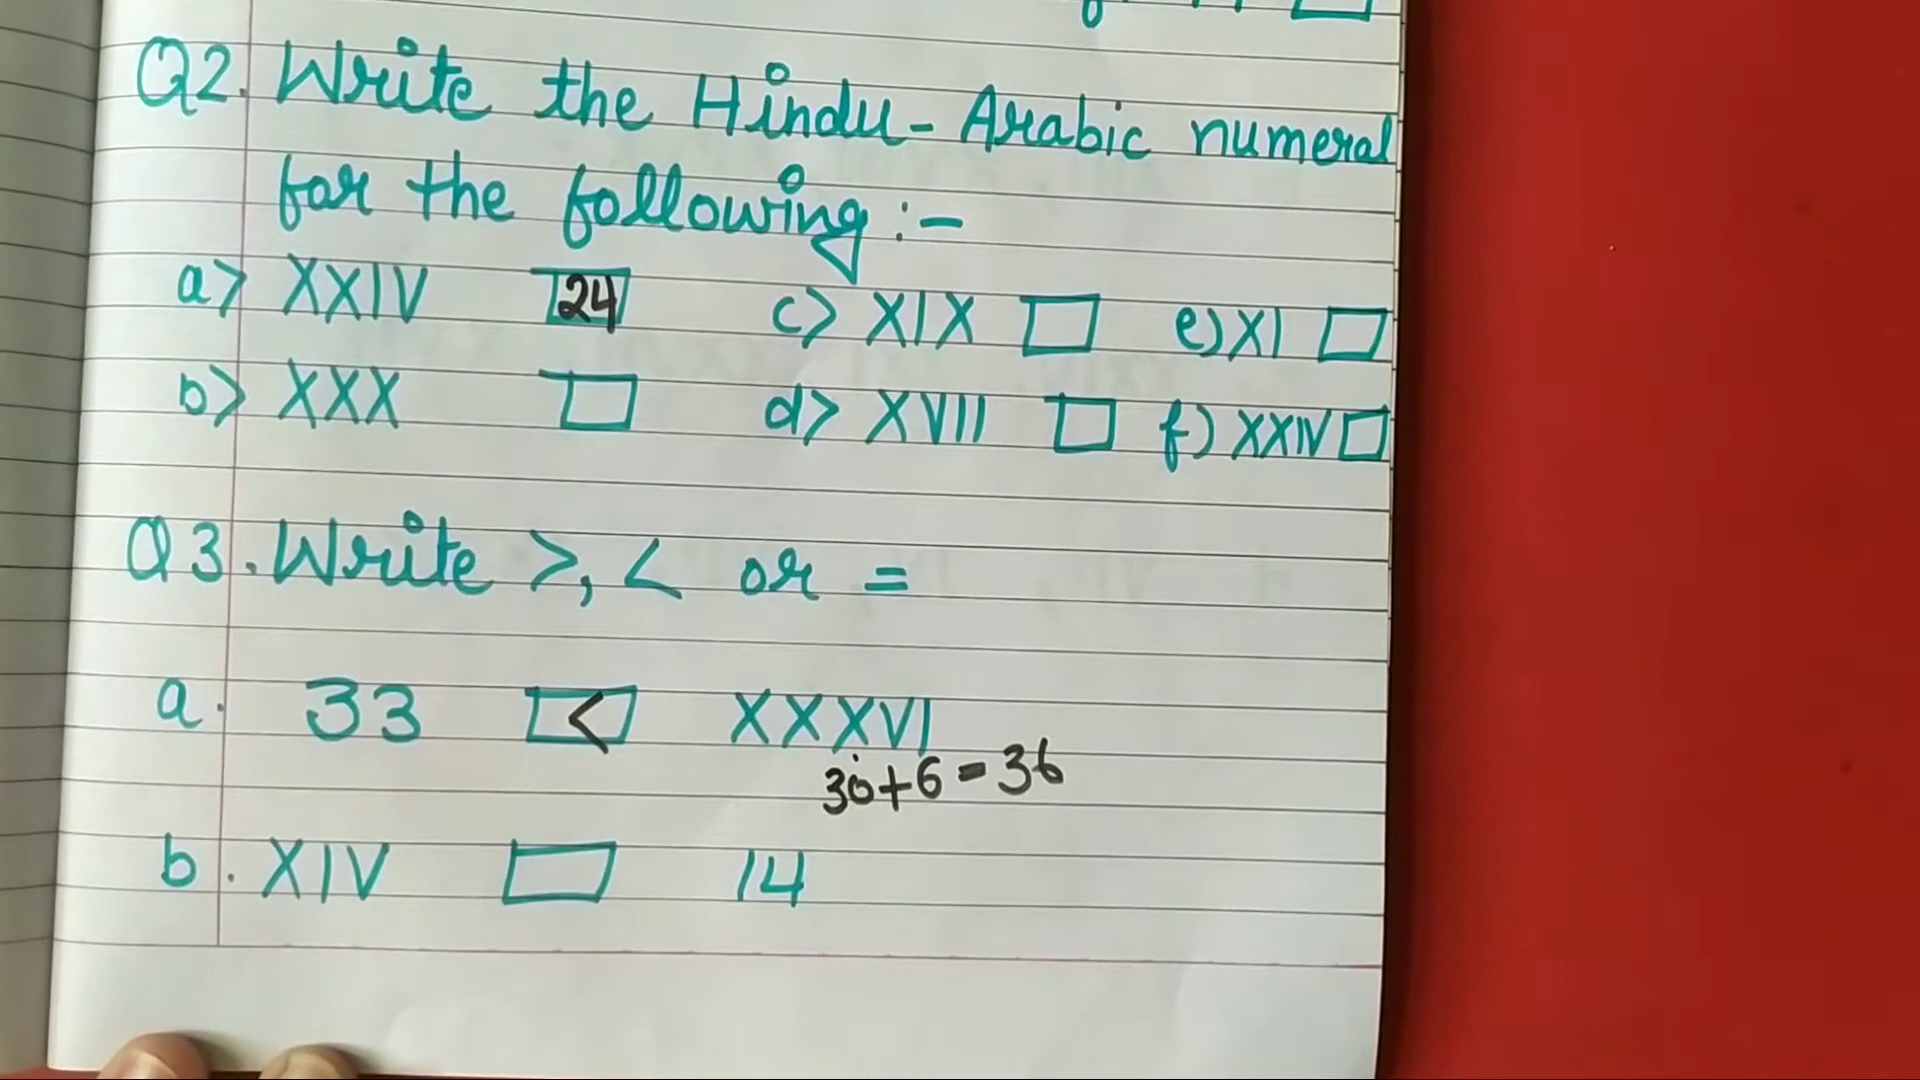 Q2. Write the Hindu-Arabic numeral
for the following:-
a) XXIV 24 c) XIX e) XI
b) XXX d) XVII f) XXIV
Q3. Write >, < or =
a. 33 < XXXVI
30+6=36
b. XIV 14